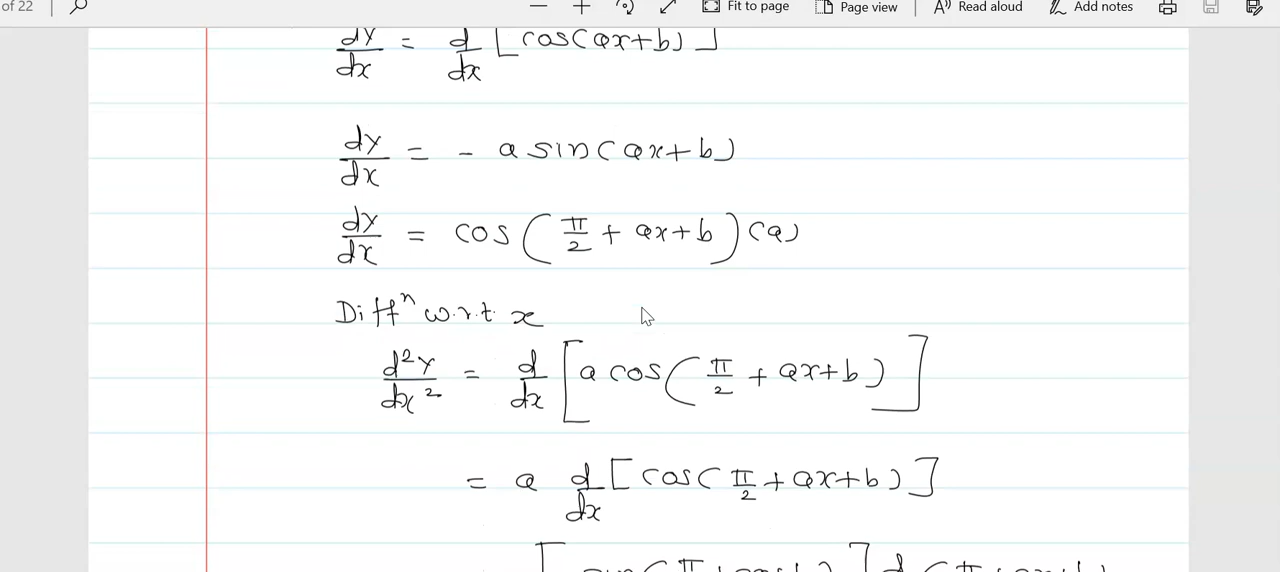 of 22 Fit to page Page view Read aloud Add notes
dy/dx = d/dx [cos(ax+b)]
dy/dx = - a sin(ax+b)
dy/dx = cos(π/2 + ax+b)(a)
Diffⁿ w.r.t. x
d²y/dx² = d/dx [a cos(π/2 + ax+b)]
= a d/dx [cos(π/2 + ax+b)]